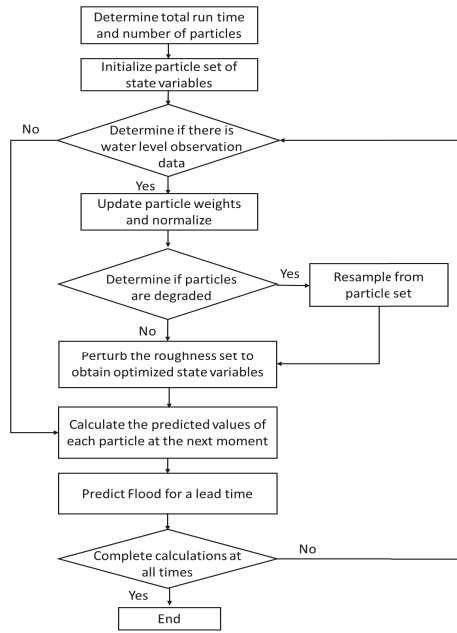 Determine total run time
and number of particles
Initialize particle set of
state variables
No
Determine if there is
water level observation
data
Yes
Update particle weights
and normalize
Determine if particles
are degraded
Yes
Resample from
particle set
No
Perturb the roughness set to
obtain optimized state variables
Calculate the predicted values of
each particle at the next moment
Predict Flood for a lead time
Complete calculations at
all times
No
Yes
End